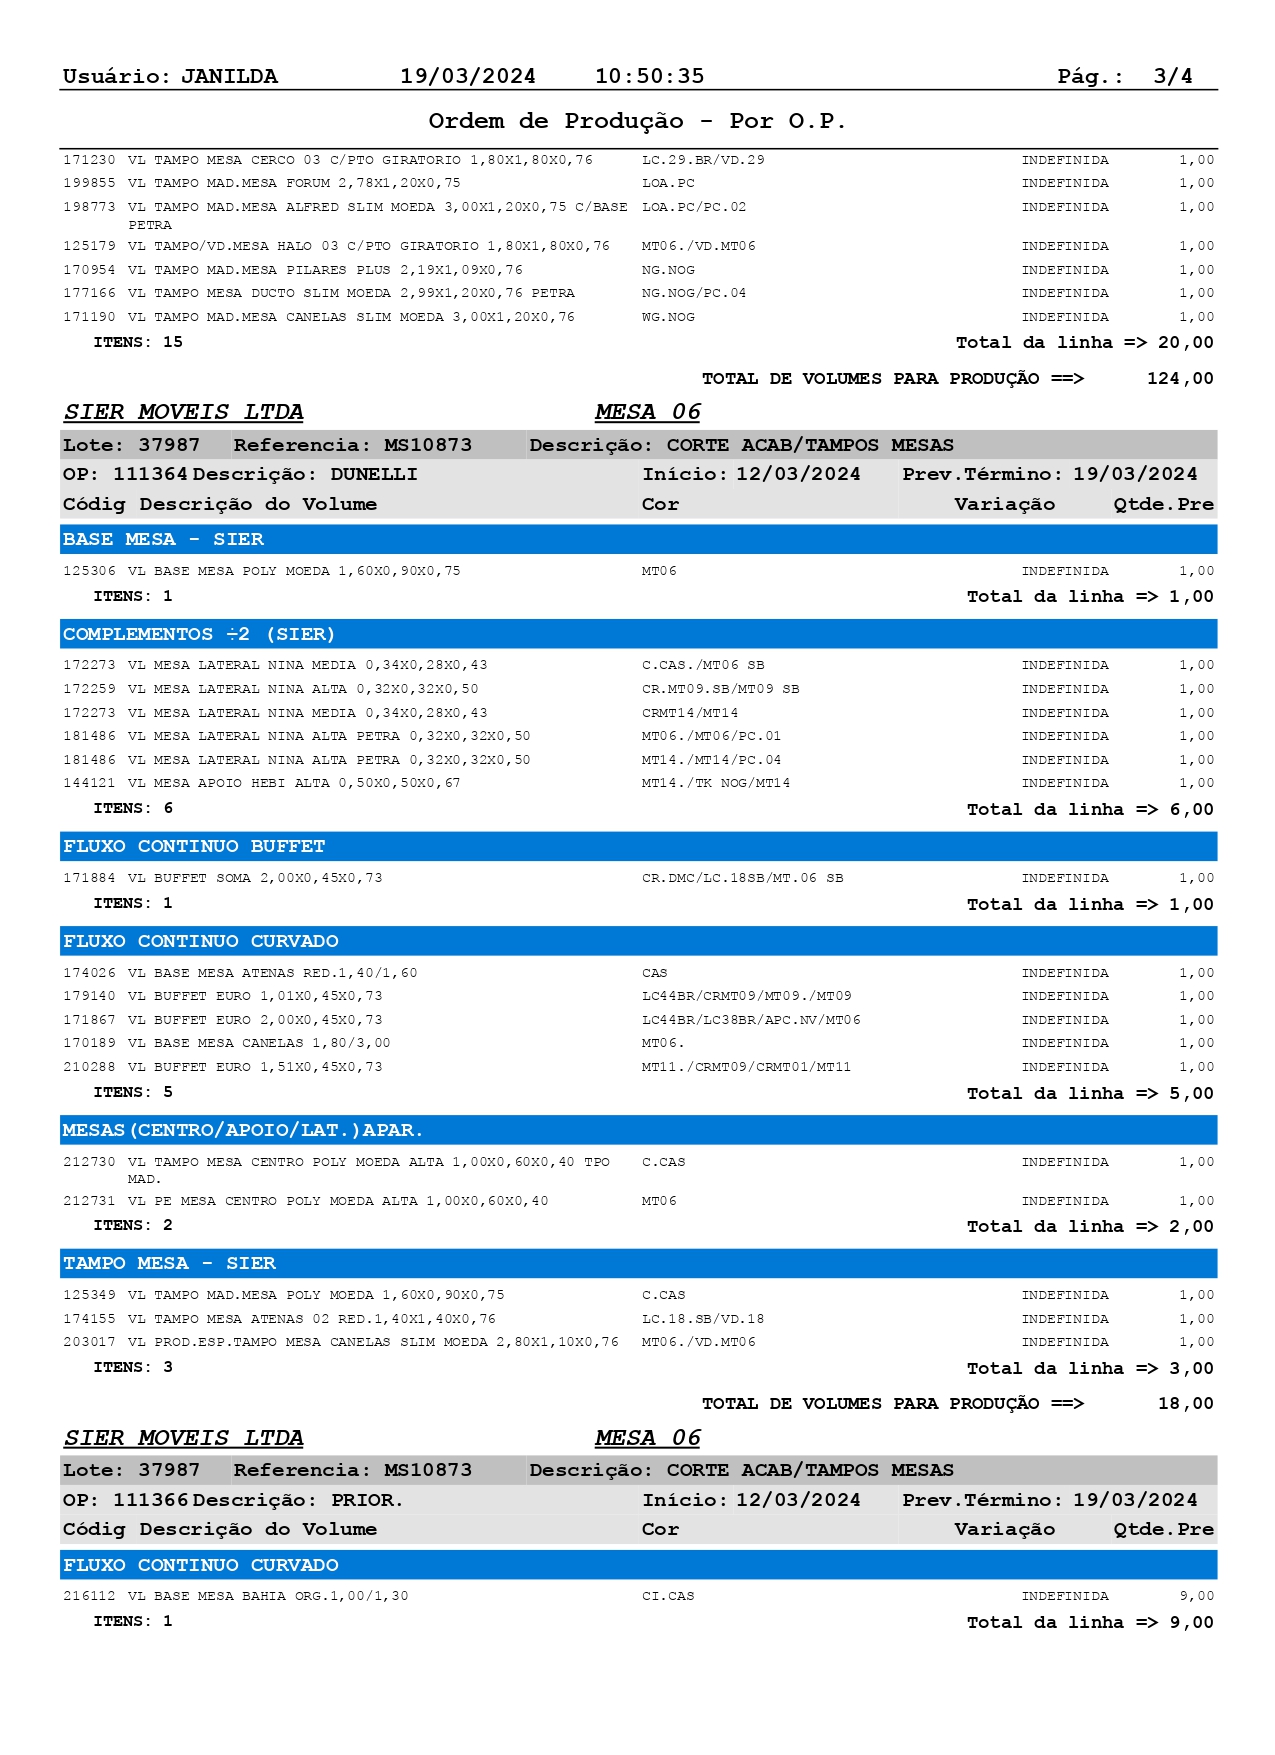 Usuário: JANILDA 19/03/2024 10:50:35 Pág.: 3/4
Ordem de Produção - Por O.P.
171230 VL TAMPO MESA CERCO 03 C/PTO GIRATORIO 1,80X1,80X0,76 LC.29.BR/VD.29 INDEFINIDA 1,00
199855 VL TAMPO MAD.MESA FORUM 2,78X1,20X0,75 LOA.PC INDEFINIDA 1,00
198773 VL TAMPO MAD.MESA ALFRED SLIM MOEDA 3,00X1,20X0,75 C/BASE LOA.PC/PC.02 INDEFINIDA 1,00
PETRA
125179 VL TAMPO/VD.MESA HALO 03 C/PTO GIRATORIO 1,80X1,80X0,76 MT06./VD.MT06 INDEFINIDA 1,00
170954 VL TAMPO MAD.MESA PILARES PLUS 2,19X1,09X0,76 NG.NOG INDEFINIDA 1,00
177166 VL TAMPO MESA DUCTO SLIM MOEDA 2,99X1,20X0,76 PETRA NG.NOG/PC.04 INDEFINIDA 1,00
171190 VL TAMPO MAD.MESA CANELAS SLIM MOEDA 3,00X1,20X0,76 WG.NOG INDEFINIDA 1,00
ITENS: 15 Total da linha => 20,00
TOTAL DE VOLUMES PARA PRODUÇÃO ==> 124,00
SIER MOVEIS LTDA MESA 06
Lote: 37987 Referencia: MS10873 Descrição: CORTE ACAB/TAMPOS MESAS
OP: 111364 Descrição: DUNELLI Início: 12/03/2024 Prev.Término: 19/03/2024
Códig Descrição do Volume Cor Variação Qtde.Pre
BASE MESA - SIER
125306 VL BASE MESA POLY MOEDA 1,60X0,90X0,75 MT06 INDEFINIDA 1,00
ITENS: 1 Total da linha => 1,00
COMPLEMENTOS ÷2 (SIER)
172273 VL MESA LATERAL NINA MEDIA 0,34X0,28X0,43 C.CAS./MT06 SB INDEFINIDA 1,00
172259 VL MESA LATERAL NINA ALTA 0,32X0,32X0,50 CR.MT09.SB/MT09 SB INDEFINIDA 1,00
172273 VL MESA LATERAL NINA MEDIA 0,34X0,28X0,43 CRMT14/MT14 INDEFINIDA 1,00
181486 VL MESA LATERAL NINA ALTA PETRA 0,32X0,32X0,50 MT06./MT06/PC.01 INDEFINIDA 1,00
181486 VL MESA LATERAL NINA ALTA PETRA 0,32X0,32X0,50 MT14./MT14/PC.04 INDEFINIDA 1,00
144121 VL MESA APOIO HEBI ALTA 0,50X0,50X0,67 MT14./TK NOG/MT14 INDEFINIDA 1,00
ITENS: 6 Total da linha => 6,00
FLUXO CONTINUO BUFFET
171884 VL BUFFET SOMA 2,00X0,45X0,73 CR.DMC/LC.18SB/MT.06 SB INDEFINIDA 1,00
ITENS: 1 Total da linha => 1,00
FLUXO CONTINUO CURVADO
174026 VL BASE MESA ATENAS RED.1,40/1,60 CAS INDEFINIDA 1,00
179140 VL BUFFET EURO 1,01X0,45X0,73 LC44BR/CRMT09/MT09./MT09 INDEFINIDA 1,00
171867 VL BUFFET EURO 2,00X0,45X0,73 LC44BR/LC38BR/APC.NV/MT06 INDEFINIDA 1,00
170189 VL BASE MESA CANELAS 1,80/3,00 MT06. INDEFINIDA 1,00
210288 VL BUFFET EURO 1,51X0,45X0,73 MT11./CRMT09/CRMT01/MT11 INDEFINIDA 1,00
ITENS: 5 Total da linha => 5,00
MESAS(CENTRO/APOIO/LAT.)APAR.
212730 VL TAMPO MESA CENTRO POLY MOEDA ALTA 1,00X0,60X0,40 TPO C.CAS INDEFINIDA 1,00
MAD.
212731 VL PE MESA CENTRO POLY MOEDA ALTA 1,00X0,60X0,40 MT06 INDEFINIDA 1,00
ITENS: 2 Total da linha => 2,00
TAMPO MESA - SIER
125349 VL TAMPO MAD.MESA POLY MOEDA 1,60X0,90X0,75 C.CAS INDEFINIDA 1,00
174155 VL TAMPO MESA ATENAS 02 RED.1,40X1,40X0,76 LC.18.SB/VD.18 INDEFINIDA 1,00
203017 VL PROD.ESP.TAMPO MESA CANELAS SLIM MOEDA 2,80X1,10X0,76 MT06./VD.MT06 INDEFINIDA 1,00
ITENS: 3 Total da linha => 3,00
TOTAL DE VOLUMES PARA PRODUÇÃO ==> 18,00
SIER MOVEIS LTDA MESA 06
Lote: 37987 Referencia: MS10873 Descrição: CORTE ACAB/TAMPOS MESAS
OP: 111366 Descrição: PRIOR. Início: 12/03/2024 Prev.Término: 19/03/2024
Códig Descrição do Volume Cor Variação Qtde.Pre
FLUXO CONTINUO CURVADO
216112 VL BASE MESA BAHIA ORG.1,00/1,30 CI.CAS INDEFINIDA 9,00
ITENS: 1 Total da linha => 9,00